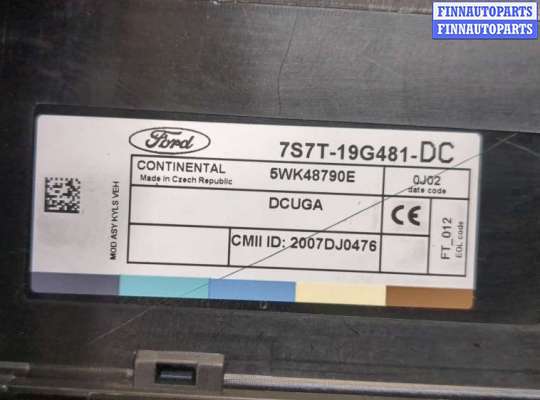 FINNAUTOPARTS
FINNAUTOPARTS
Ford
7S7T-19G481-DC
CONTINENTAL
Made in Czech Republic
5WK48790E
0J02
date code
DCUGA
CE
CMII ID: 2007DJ0476
FT_012
EOL code
MOD ASY KYLS VEH